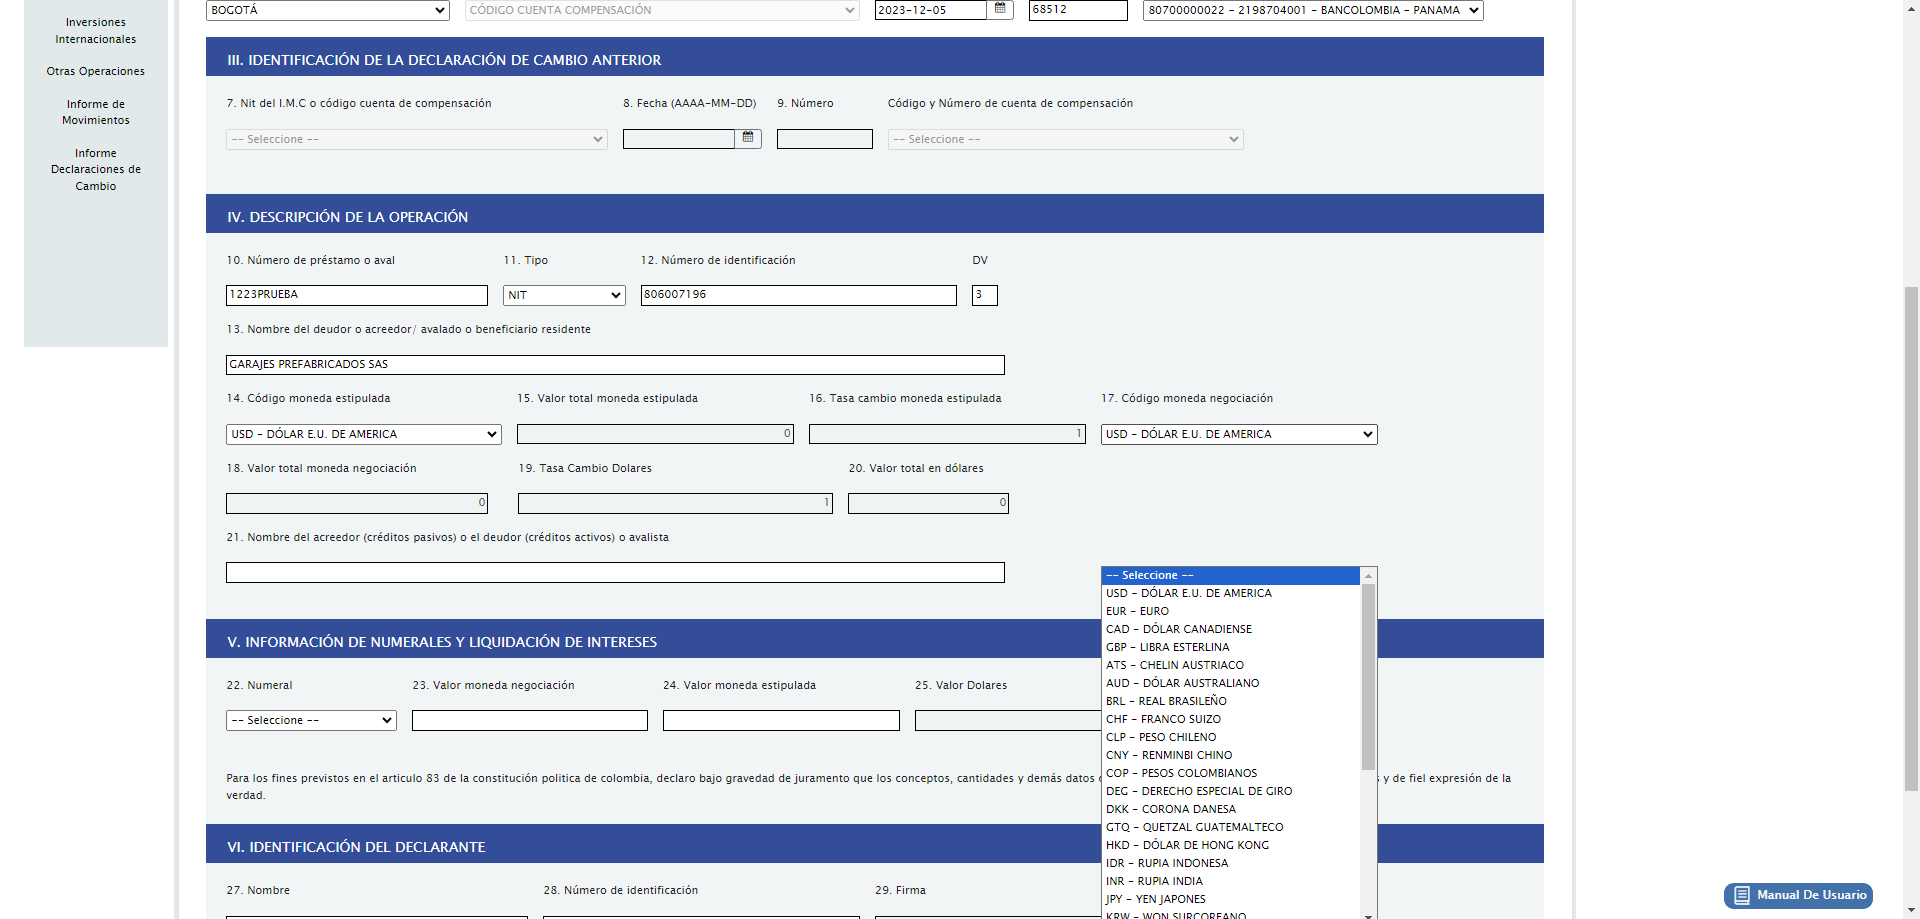 BOGOTÁ
CÓDIGO CUENTA COMPENSACIÓN
2023-12-05
68512
80700000022 - 2198704001 - BANCOLOMBIA - PANAMA
Inversiones
Internacionales
Otras Operaciones
Informe de
Movimientos
Informe
Declaraciones de
Cambio
III. IDENTIFICACIÓN DE LA DECLARACIÓN DE CAMBIO ANTERIOR
7. Nit del I.M.C o código cuenta de compensación
8. Fecha (AAAA-MM-DD)
9. Número
Código y Número de cuenta de compensación
-- Seleccione --
-- Seleccione --
IV. DESCRIPCIÓN DE LA OPERACIÓN
10. Número de préstamo o aval
11. Tipo
12. Número de identificación
DV
1223PRUEBA
NIT
806007196
3
13. Nombre del deudor o acreedor/ avalado o beneficiario residente
GARAJES PREFABRICADOS SAS
14. Código moneda estipulada
15. Valor total moneda estipulada
16. Tasa cambio moneda estipulada
17. Código moneda negociación
USD - DÓLAR E.U. DE AMERICA
0
1
USD - DÓLAR E.U. DE AMERICA
18. Valor total moneda negociación
19. Tasa Cambio Dolares
20. Valor total en dólares
0
1
0
21. Nombre del acreedor (créditos pasivos) o el deudor (créditos activos) o avalista
-- Seleccione --
USD - DÓLAR E.U. DE AMERICA
EUR - EURO
CAD - DÓLAR CANADIENSE
GBP - LIBRA ESTERLINA
ATS - CHELIN AUSTRIACO
AUD - DÓLAR AUSTRALIANO
BRL - REAL BRASILEÑO
CHF - FRANCO SUIZO
CLP - PESO CHILENO
CNY - RENMINBI CHINO
COP - PESOS COLOMBIANOS
DEG - DERECHO ESPECIAL DE GIRO
DKK - CORONA DANESA
GTQ - QUETZAL GUATEMALTECO
HKD - DÓLAR DE HONG KONG
IDR - RUPIA INDONESA
INR - RUPIA INDIA
JPY - YEN JAPONES
KRW - WON SURCOREANO
V. INFORMACIÓN DE NUMERALES Y LIQUIDACIÓN DE INTERESES
22. Numeral
23. Valor moneda negociación
24. Valor moneda estipulada
25. Valor Dolares
-- Seleccione --
Para los fines previstos en el articulo 83 de la constitución politica de colombia, declaro bajo gravedad de juramento que los conceptos, cantidades y demás datos y de fiel expresión de la
verdad.
VI. IDENTIFICACIÓN DEL DECLARANTE
27. Nombre
28. Número de identificación
29. Firma
Manual De Usuario